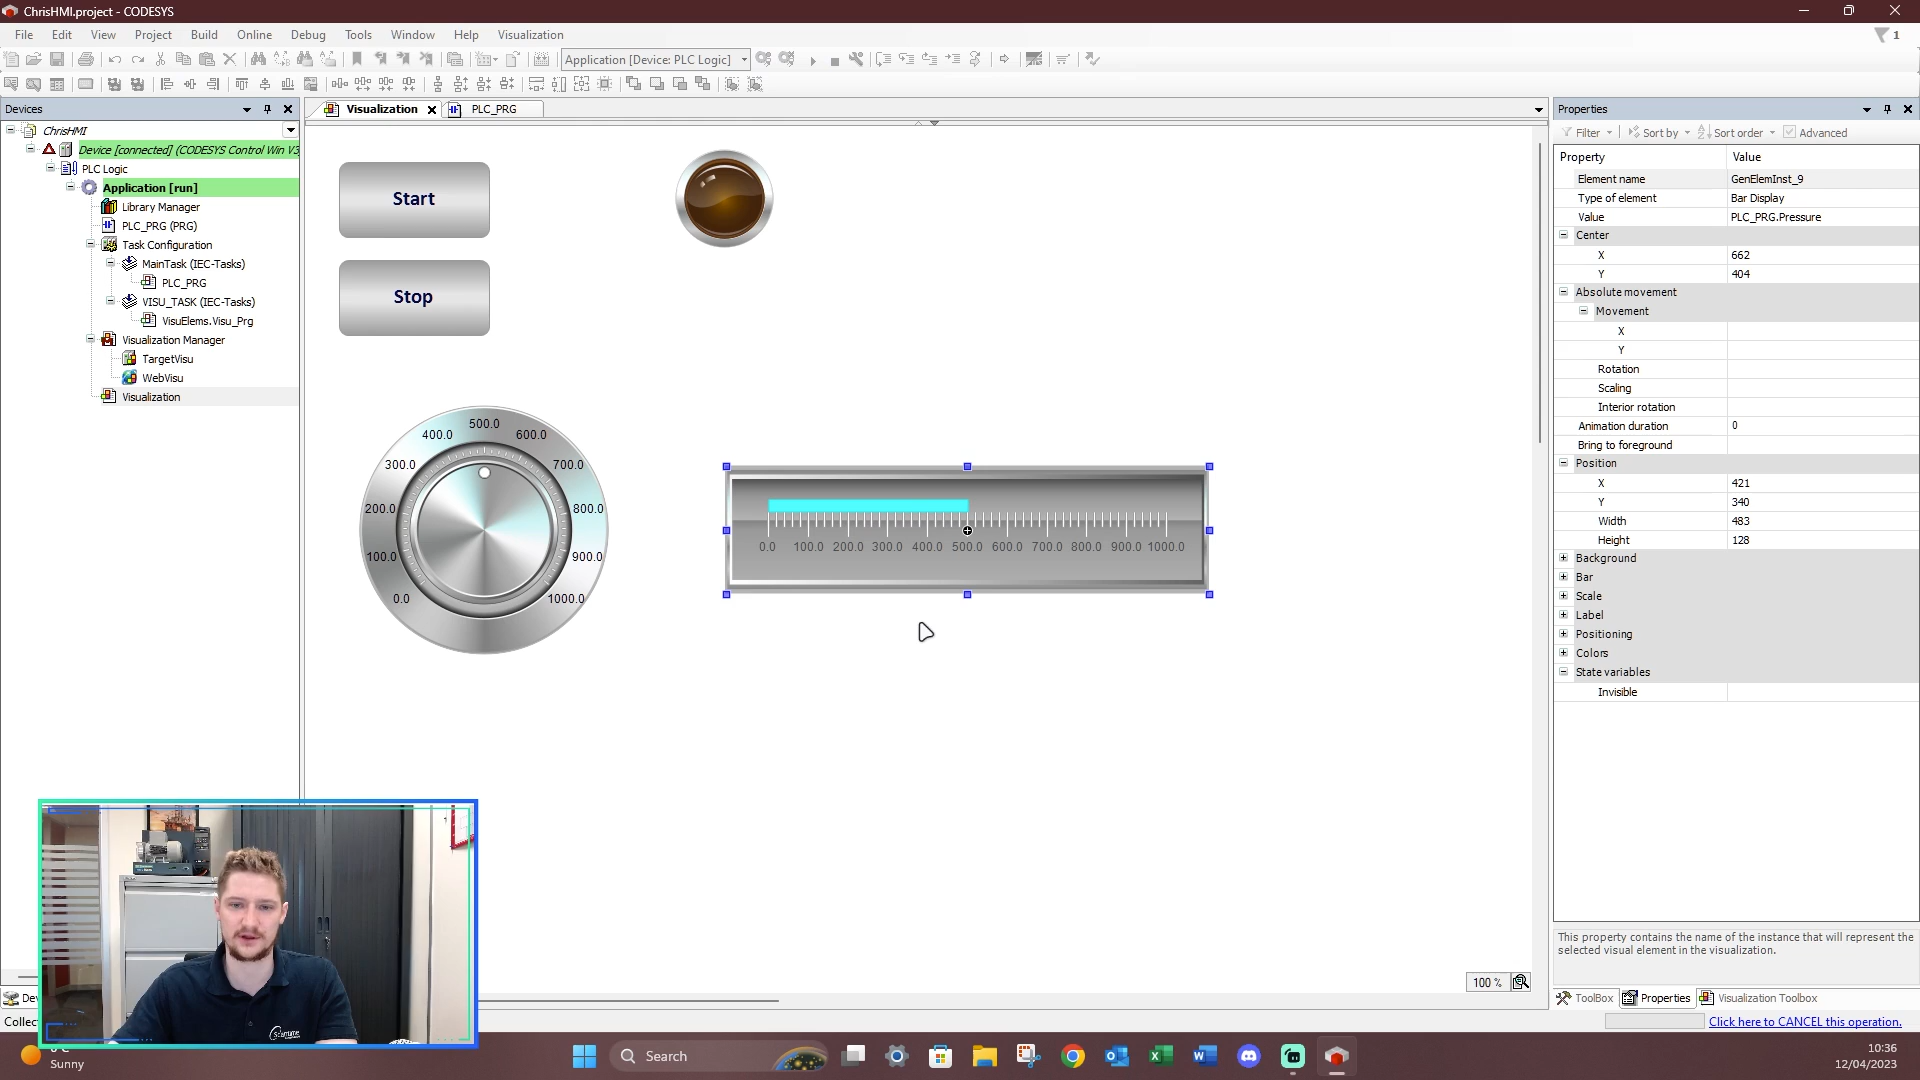 ChrisHMI.project - CODESYS
File Edit View Project Build Online Debug Tools Window Help Visualization
1
Application [Device: PLC Logic]
Devices
ChrisHMI
Device [connected] (CODESYS Control Win V3
PLC Logic
Application [run]
Library Manager
PLC_PRG (PRG)
Task Configuration
MainTask (IEC-Tasks)
PLC_PRG
VISU_TASK (IEC-Tasks)
VisuElems.Visu_Prg
Visualization Manager
TargetVisu
WebVisu
Visualization
Visualization PLC_PRG
Start
Stop
500.0
400.0 600.0
300.0 700.0
200.0 800.0
100.0 900.0
0.0 1000.0
0.0 100.0 200.0 300.0 400.0 500.0 600.0 700.0 800.0 900.0 1000.0
100 %
Properties
Filter Sort by Sort order Advanced
Property Value
Element name GenElemInst_9
Type of element Bar Display
Value PLC_PRG.Pressure
Center
X 662
Y 404
Absolute movement
Movement
X
Y
Rotation
Scaling
Interior rotation
Animation duration 0
Bring to foreground
Position
X 421
Y 340
Width 483
Height 128
Background
Bar
Scale
Label
Positioning
Colors
State variables
Invisible
This property contains the name of the instance that will represent the
selected visual element in the visualization.
ToolBox Properties Visualization Toolbox
Click here to CANCEL this operation.
Sunny
Search
10:36
12/04/2023